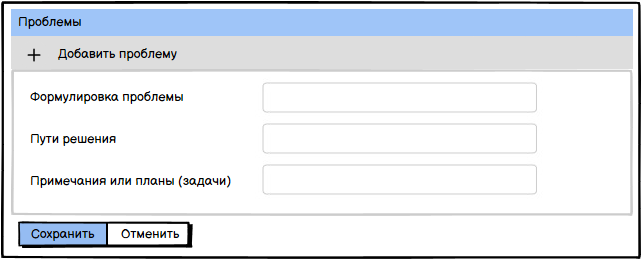 Проблемы
+ Добавить проблему
Формулировка проблемы
Пути решения
Примечания или планы (задачи)
Сохранить Отменить